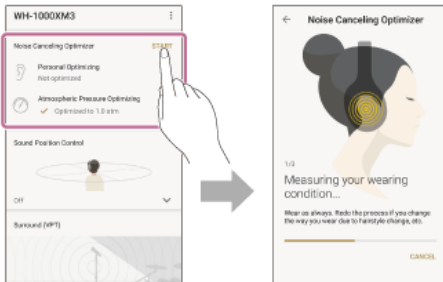 WH-1000XM3
Noise Canceling Optimizer START
Personal Optimizing
Not optimized
Atmospheric Pressure Optimizing
Optimized to 1.0 atm
Sound Position Control
Off
Surround (VPT)
Noise Canceling Optimizer
1/3
Measuring your wearing
condition...
Wear as always. Redo the process if you change
the way you wear due to hairstyle change, etc.
CANCEL